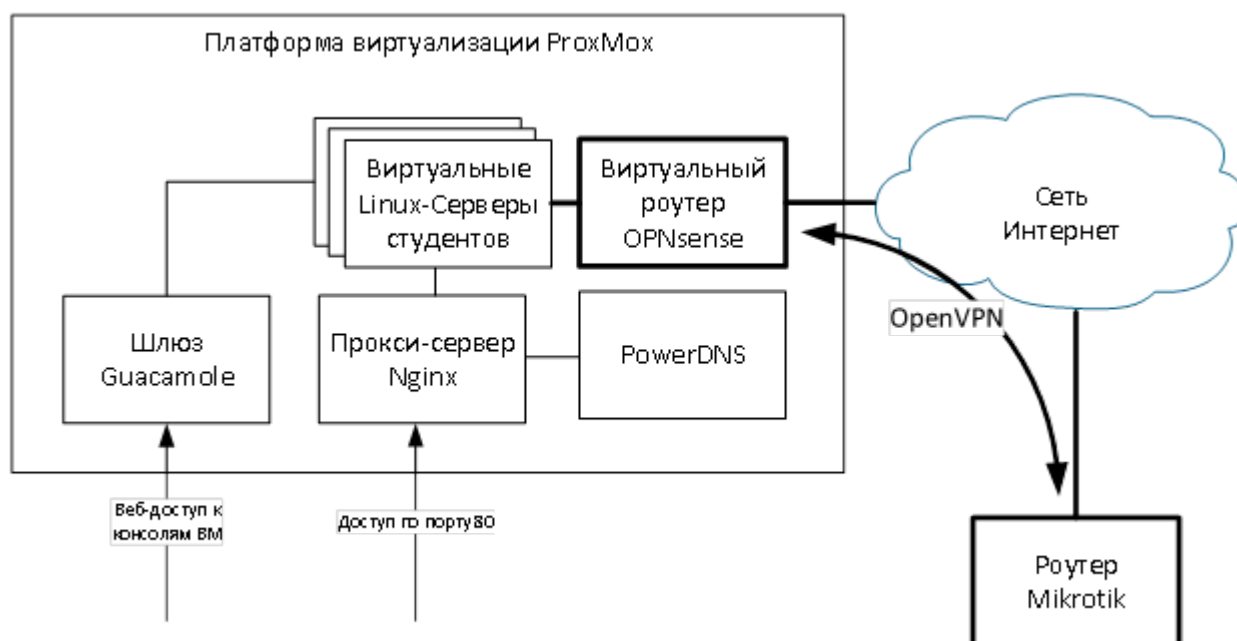 Платформа виртуализации ProxMox
Виртуальные
Linux-Серверы
студентов
Виртуальный
роутер
OPNsense
Сеть
Интернет
OpenVPN
Шлюз
Guacamole
Прокси-сервер
Nginx
PowerDNS
Веб-доступ к
консолям ВМ
Доступ по порту 80
Роутер
Mikrotik